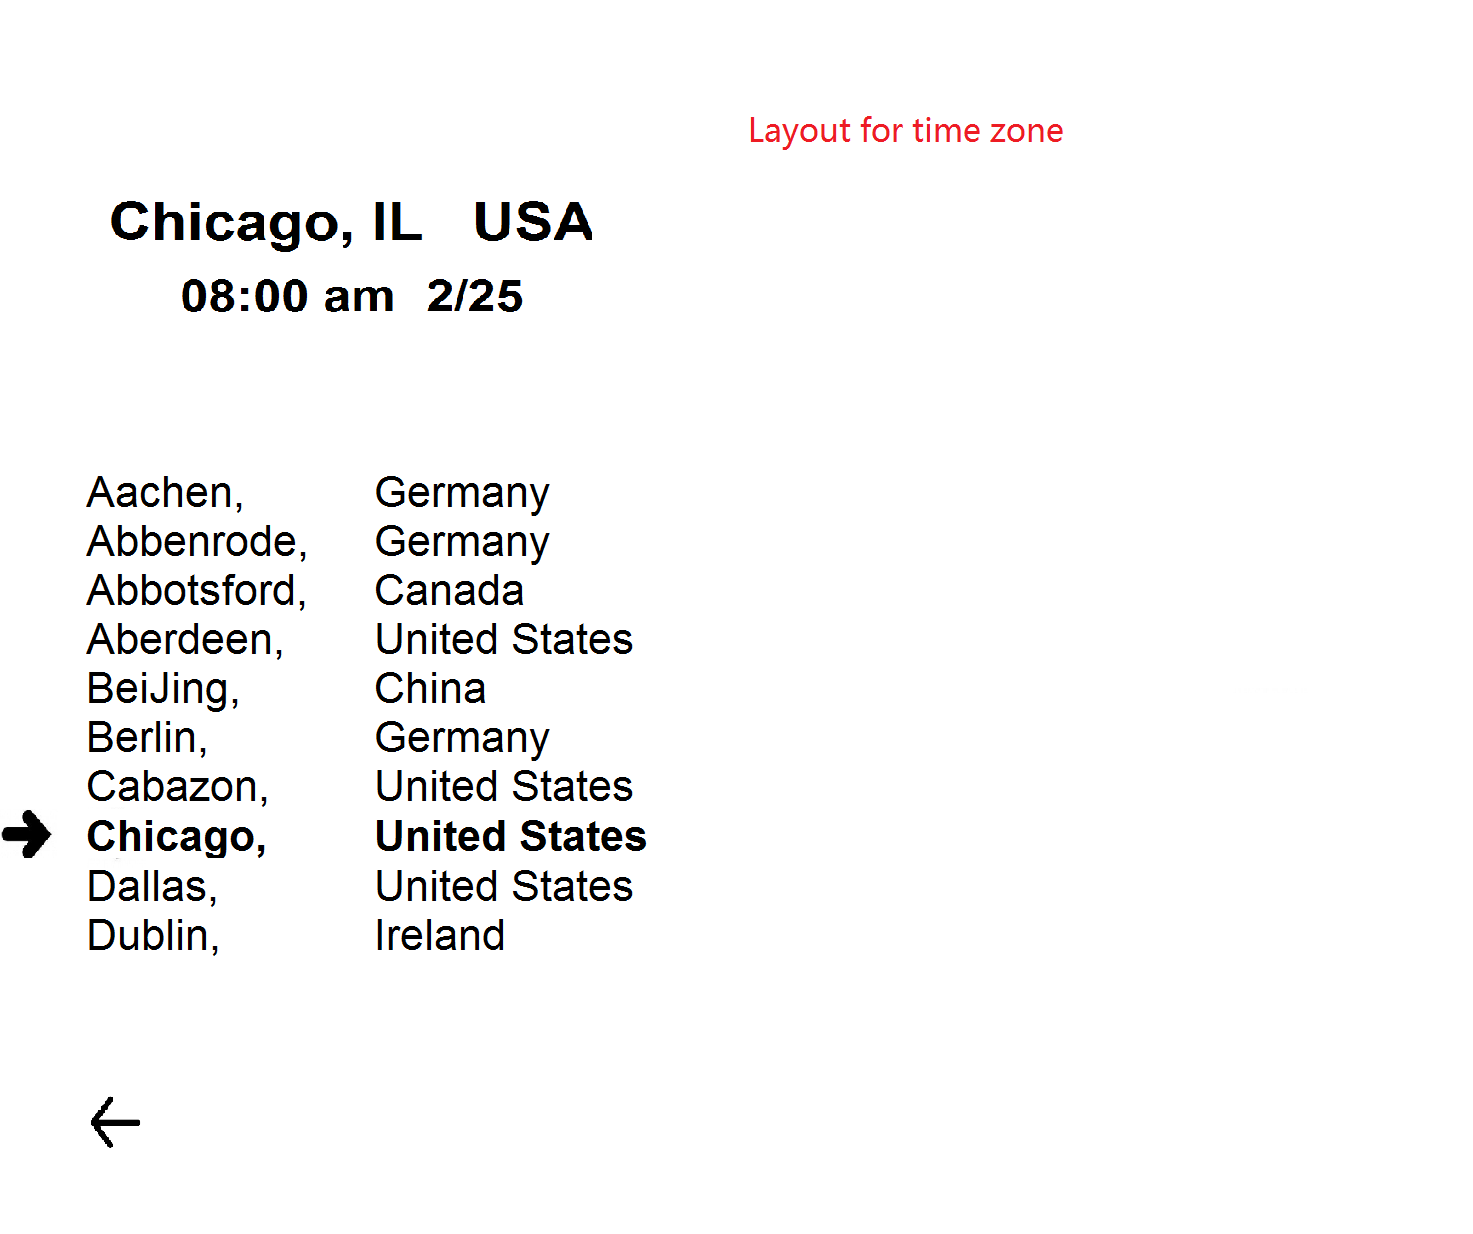 Layout for time zone
Chicago, IL USA
08:00 am 2/25
Aachen, Germany
Abbenrode, Germany
Abbotsford, Canada
Aberdeen, United States
BeiJing, China
Berlin, Germany
Cabazon, United States
Chicago, United States
Dallas, United States
Dublin, Ireland